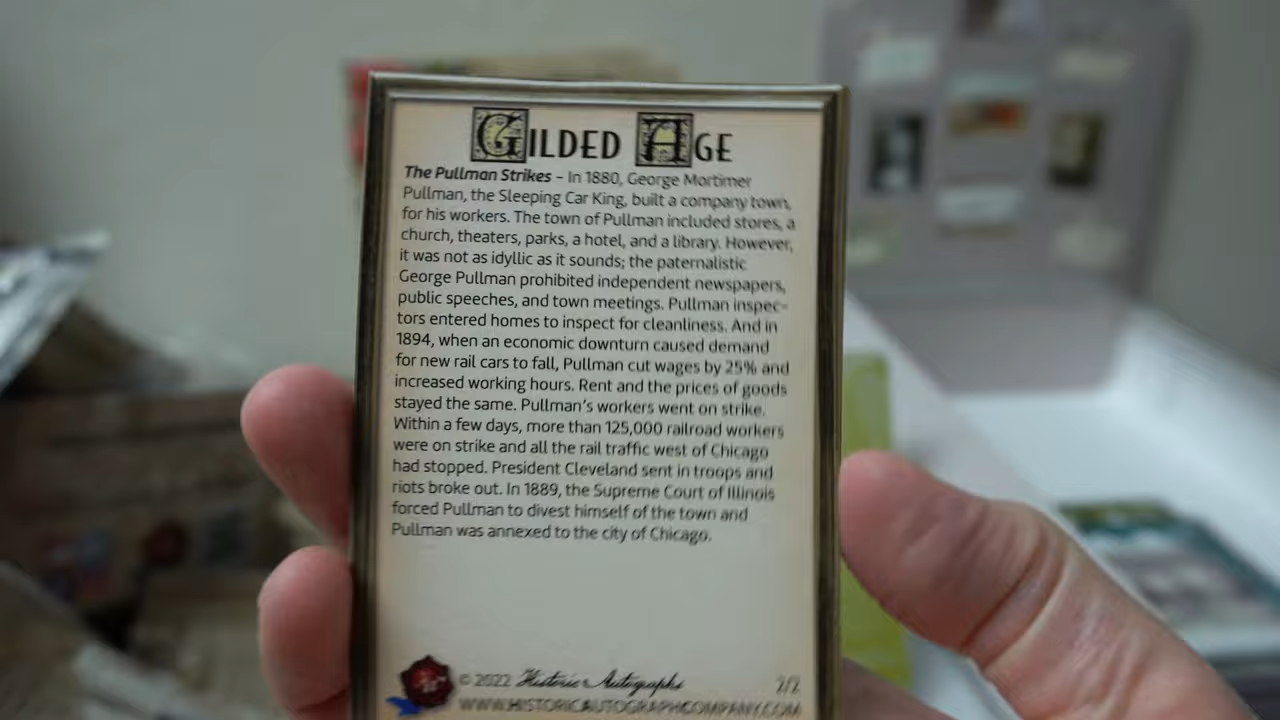 GILDED AGE
The Pullman Strikes - In 1880, George Mortimer
Pullman, the Sleeping Car King, built a company town,
for his workers. The town of Pullman included stores, a
church, theaters, parks, a hotel, and a library. However,
it was not as idyllic as it sounds; the paternalistic
George Pullman prohibited independent newspapers,
public speeches, and town meetings. Pullman inspec-
tors entered homes to inspect for cleanliness. And in
1894, when an economic downturn caused demand
for new rail cars to fall, Pullman cut wages by 25% and
increased working hours. Rent and the prices of goods
stayed the same. Pullman's workers went on strike.
Within a few days, more than 125,000 railroad workers
were on strike and all the rail traffic west of Chicago
had stopped. President Cleveland sent in troops and
riots broke out. In 1889, the Supreme Court of Illinois
forced Pullman to divest himself of the town and
Pullman was annexed to the city of Chicago.
© 2022 Historic Autographs 2/2
WWW.HISTORICAUTOGRAPHCOMPANY.COM